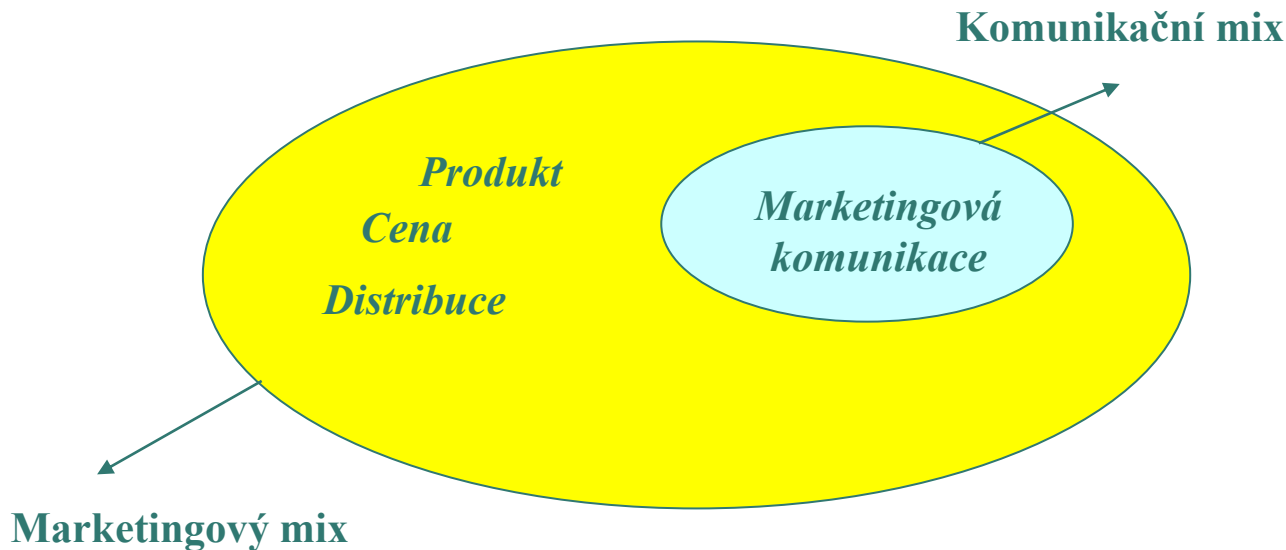 Komunikační mix
Produkt
Cena
Distribuce
Marketingová
komunikace
Marketingový mix